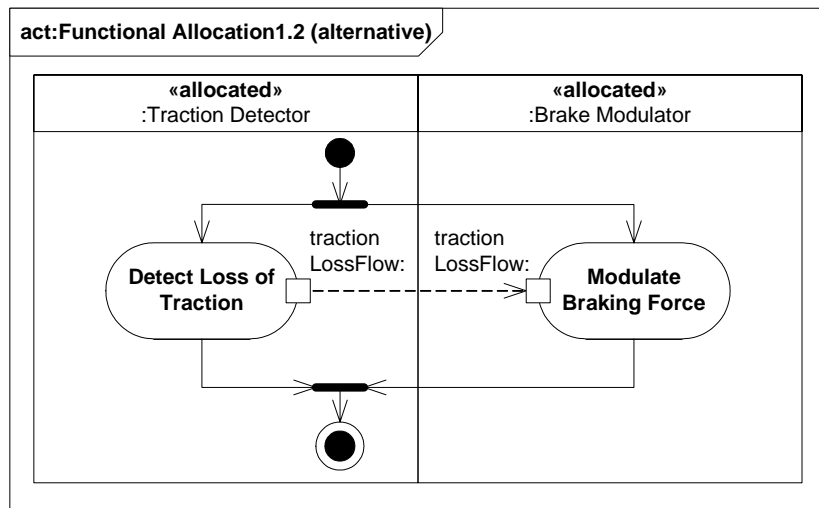 act:Functional Allocation1.2 (alternative)
«allocated»
:Traction Detector
«allocated»
:Brake Modulator
traction
LossFlow:
traction
LossFlow:
Detect Loss of
Traction
Modulate
Braking Force